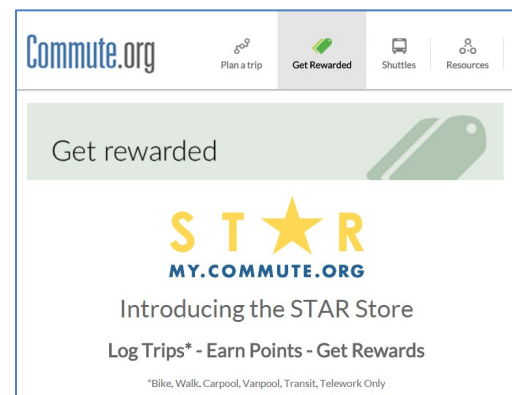 Commute.org
Plan a trip
Get Rewarded
Shuttles
Resources
Get rewarded
ST★R
MY.COMMUTE.ORG
Introducing the STAR Store
Log Trips* - Earn Points - Get Rewards
*Bike, Walk, Carpool, Vanpool, Transit, Telework Only